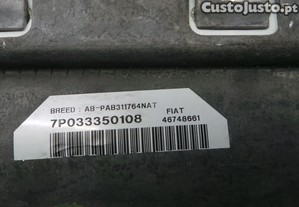 CustoJusto.pt
BREED : AB-PAB311764NAT
7P033350108
FIAT
46748661